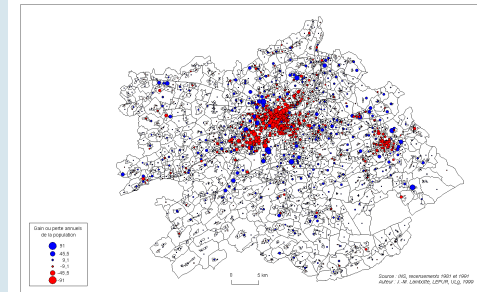 Gain ou perte annuels
de la population
91
45,5
9,1
-9,1
-45,5
-91
0 5 km
Source : INS, recensements 1981 et 1991
Auteur : J.-M. Lambotte, LEPUR, ULg, 1999